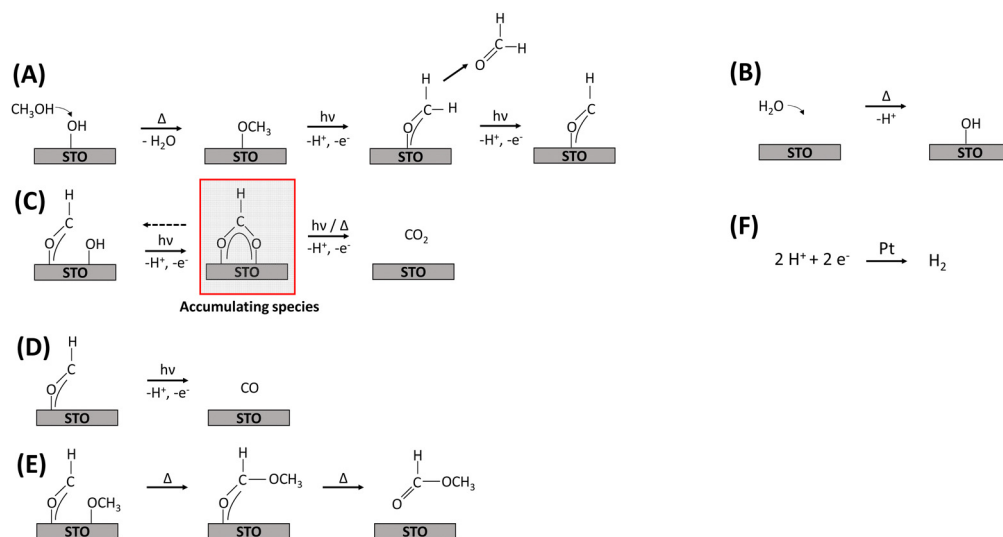 (A)
CH₃OH
OH
STO
Δ
- H₂O
OCH₃
STO
hν
-H⁺, -e⁻
H
C
H
O
STO
H
C
H
O
hν
-H⁺, -e⁻
H
C
O
STO
(B)
H₂O
STO
Δ
-H⁺
OH
STO
(C)
H
C
O
OH
STO
hν
-H⁺, -e⁻
H
C
O O
STO
Accumulating species
hν / Δ
-H⁺, -e⁻
CO₂
STO
(F)
2 H⁺ + 2 e⁻
Pt
H₂
(D)
H
C
O
STO
hν
-H⁺, -e⁻
CO
STO
(E)
H
C
O
OCH₃
STO
Δ
H
C OCH₃
O
STO
Δ
H
C OCH₃
O
STO